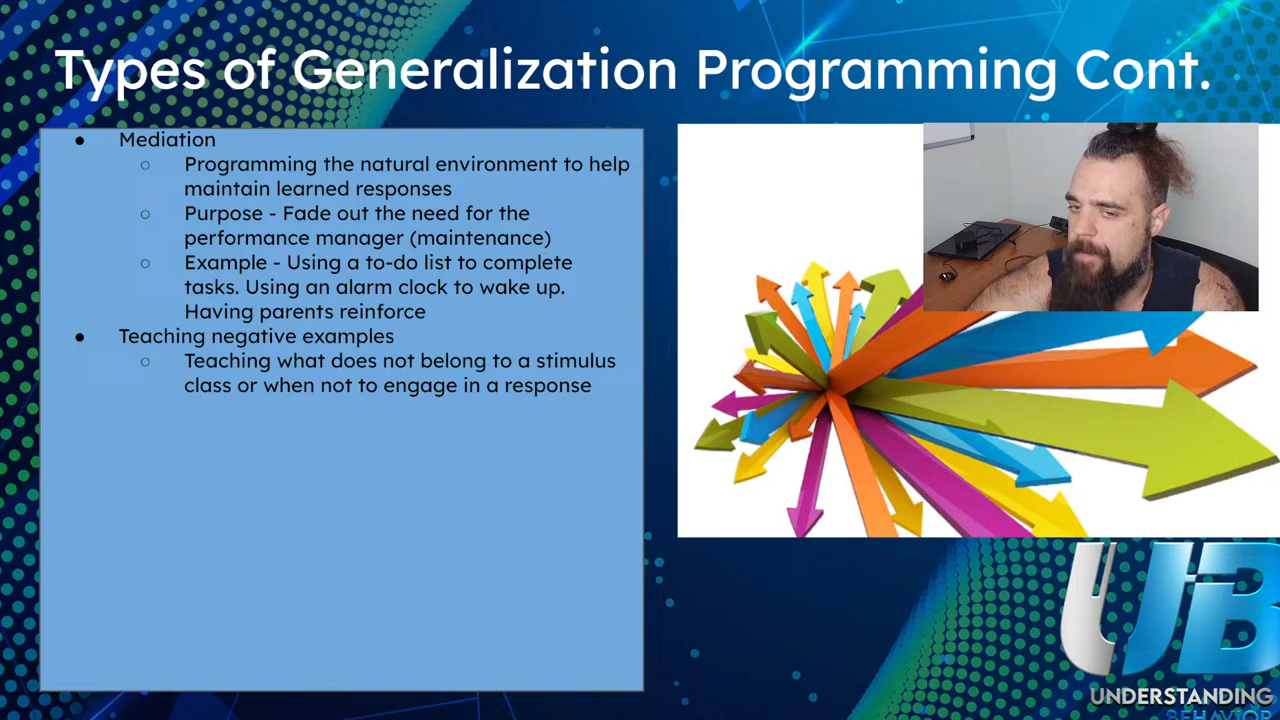 Types of Generalization Programming Cont.
● Mediation
○ Programming the natural environment to help
maintain learned responses
○ Purpose - Fade out the need for the
performance manager (maintenance)
○ Example - Using a to-do list to complete
tasks. Using an alarm clock to wake up.
Having parents reinforce
● Teaching negative examples
○ Teaching what does not belong to a stimulus
class or when not to engage in a response
UB
UNDERSTANDING
BEHAVIOR